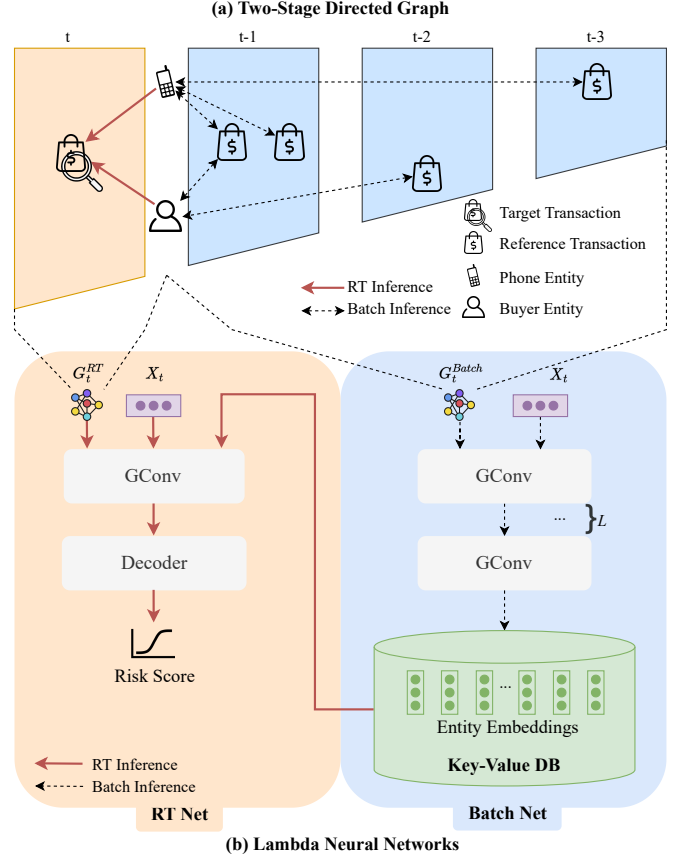 (a) Two-Stage Directed Graph
t t-1 t-2 t-3
$ $ $ $ $
Target Transaction
Reference Transaction
Phone Entity
Buyer Entity
RT Inference
Batch Inference
G_t^{RT} X_t
G_t^{Batch} X_t
GConv
Decoder
Risk Score
GConv
... } L
GConv
...
Entity Embeddings
Key-Value DB
RT Inference
Batch Inference
RT Net
Batch Net
(b) Lambda Neural Networks